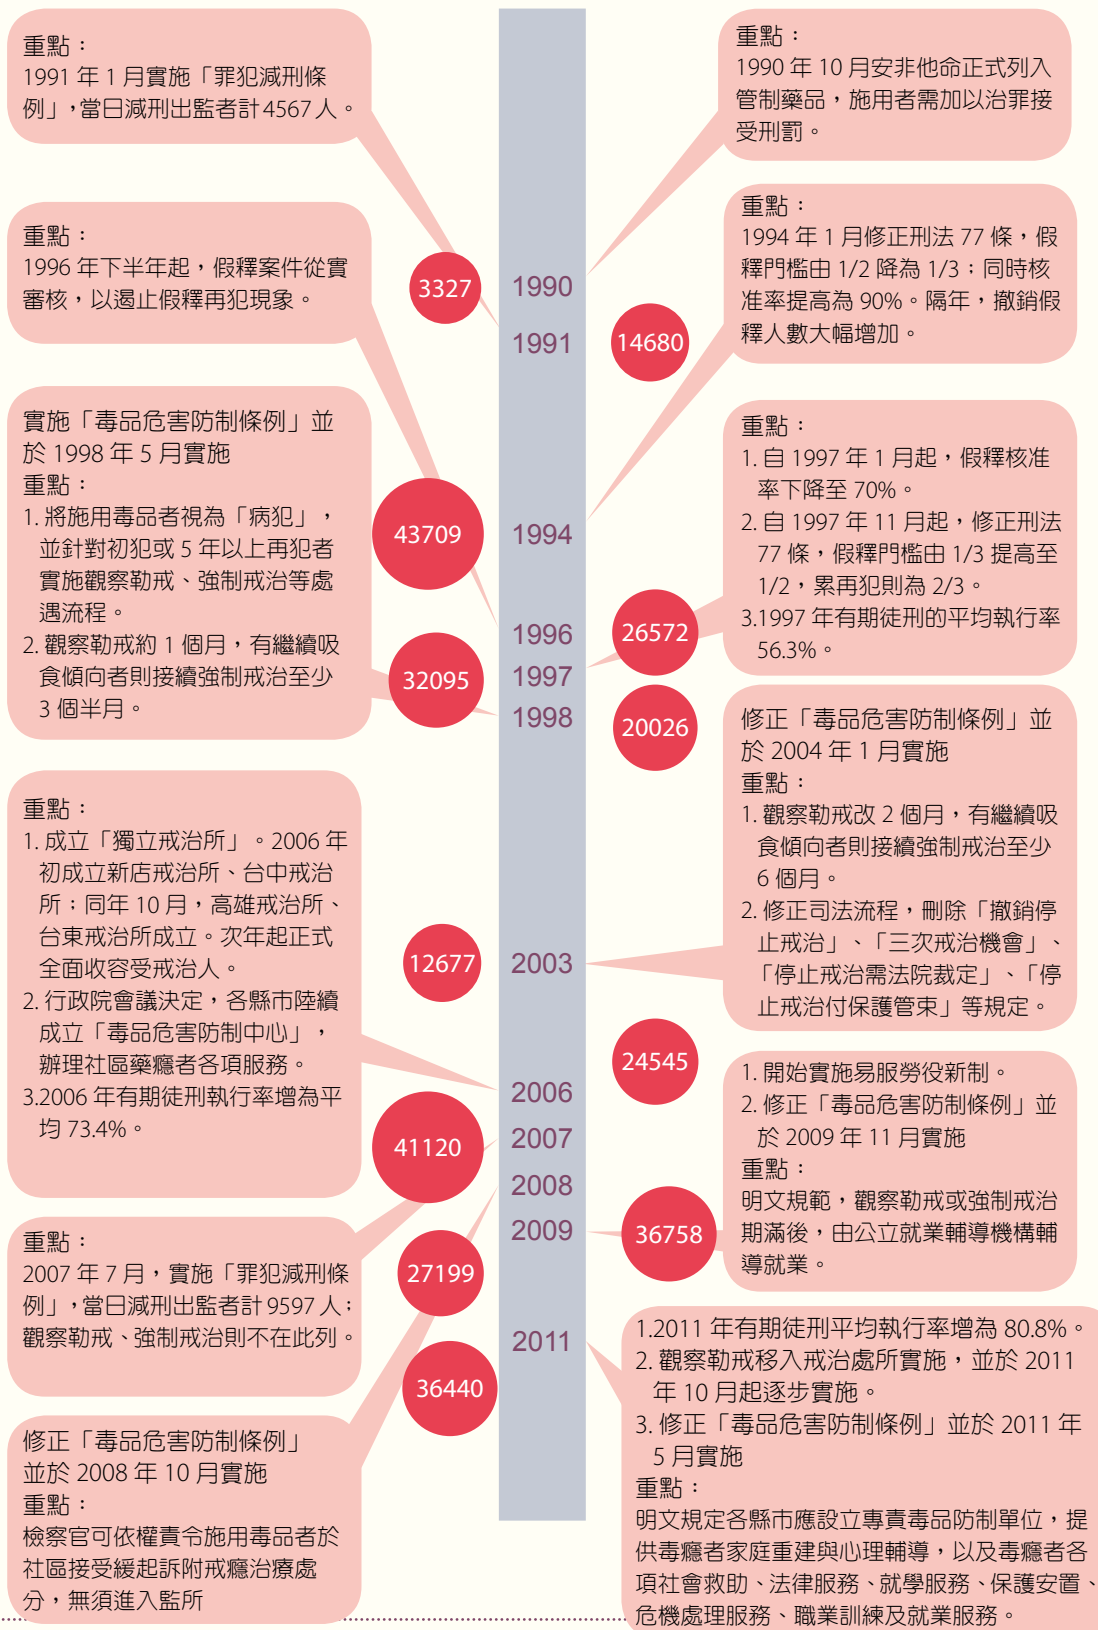 重點：
1991 年 1 月實施「罪犯減刑條
例」，當日減刑出監者計 4567 人。
重點：
1990 年 10 月安非他命正式列入
管制藥品，施用者需加以治罪接
受刑罰。
重點：
1996 年下半年起，假釋案件從實
審核，以遏止假釋再犯現象。
重點：
1994 年 1 月修正刑法 77 條，假
釋門檻由 1/2 降為 1/3；同時核
准率提高為 90%。隔年，撤銷假
釋人數大幅增加。
3327
1990
1991
14680
實施「毒品危害防制條例」並
於 1998 年 5 月實施
重點：
1. 將施用毒品者視為「病犯」，
並針對初犯或 5 年以上再犯者
實施觀察勒戒、強制戒治等處
遇流程。
2. 觀察勒戒約 1 個月，有繼續吸
食傾向者則接續強制戒治至少
3 個半月。
重點：
1. 自 1997 年 1 月起，假釋核准
率下降至 70%。
2. 自 1997 年 11 月起，修正刑法
77 條，假釋門檻由 1/3 提高至
1/2，累再犯則為 2/3。
3.1997 年有期徒刑的平均執行率
56.3%。
43709
1994
1996
26572
32095
1997
1998
20026
修正「毒品危害防制條例」並
於 2004 年 1 月實施
重點：
1. 觀察勒戒改 2 個月，有繼續吸
食傾向者則接續強制戒治至少
6 個月。
2. 修正司法流程，刪除「撤銷停
止戒治」、「三次戒治機會」、
「停止戒治需法院裁定」、「停
止戒治付保護管束」等規定。
重點：
1. 成立「獨立戒治所」。2006 年
初成立新店戒治所、台中戒治
所；同年 10 月，高雄戒治所、
台東戒治所成立。次年起正式
全面收容受戒治人。
2. 行政院會議決定，各縣市陸續
成立「毒品危害防制中心」，
辦理社區藥癮者各項服務。
3.2006 年有期徒刑執行率增為平
均 73.4%。
12677
2003
24545
2006
1. 開始實施易服勞役新制。
2. 修正「毒品危害防制條例」並
於 2009 年 11 月實施
重點：
明文規範，觀察勒戒或強制戒治
期滿後，由公立就業輔導機構輔
導就業。
41120
2007
2008
2009
36758
重點：
2007 年 7 月，實施「罪犯減刑條
例」，當日減刑出監者計 9597 人；
觀察勒戒、強制戒治則不在此列。
27199
2011
36440
1.2011 年有期徒刑平均執行率增為 80.8%。
2. 觀察勒戒移入戒治處所實施，並於 2011
年 10 月起逐步實施。
3. 修正「毒品危害防制條例」並於 2011 年
5 月實施
重點：
明文規定各縣市應設立專責毒品防制單位，提
供毒癮者家庭重建與心理輔導，以及毒癮者各
項社會救助、法律服務、就學服務、保護安置、
危機處理服務、職業訓練及就業服務。
修正「毒品危害防制條例」
並於 2008 年 10 月實施
重點：
檢察官可依權責令施用毒品者於
社區接受緩起訴附戒癮治療處
分，無須進入監所